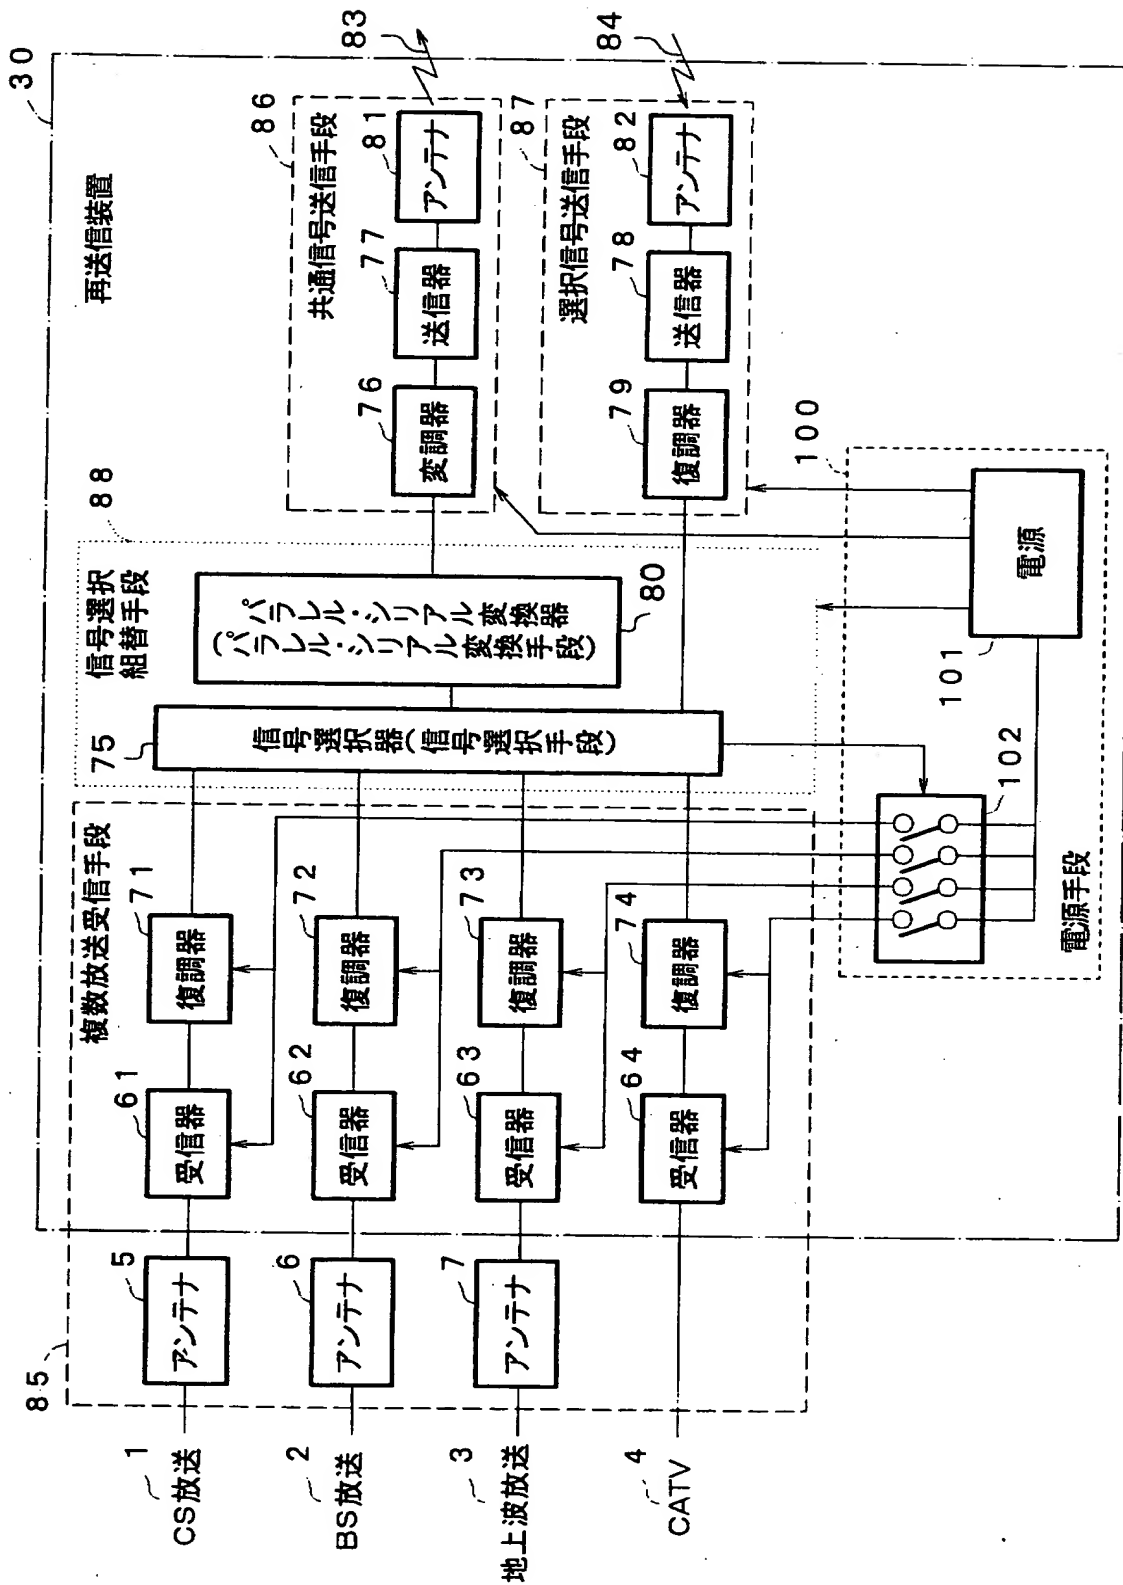 30
再送信装置
85
複数放送受信手段
88
信号選択
組替手段
86
共通信号送信手段
87
選択信号送信手段
1
CS放送
5
アンテナ
61
受信器
71
復調器
2
BS放送
6
アンテナ
62
受信器
72
復調器
3
地上波放送
7
アンテナ
63
受信器
73
復調器
4
CATV
64
受信器
74
復調器
75
信号選択器(信号選択手段)
パラレル・シリアル変換器
(パラレル・シリアル変換手段)
80
76
変調器
77
送信器
81
アンテナ
83
79
復調器
78
送信器
82
アンテナ
84
100
電源
101
102
電源手段